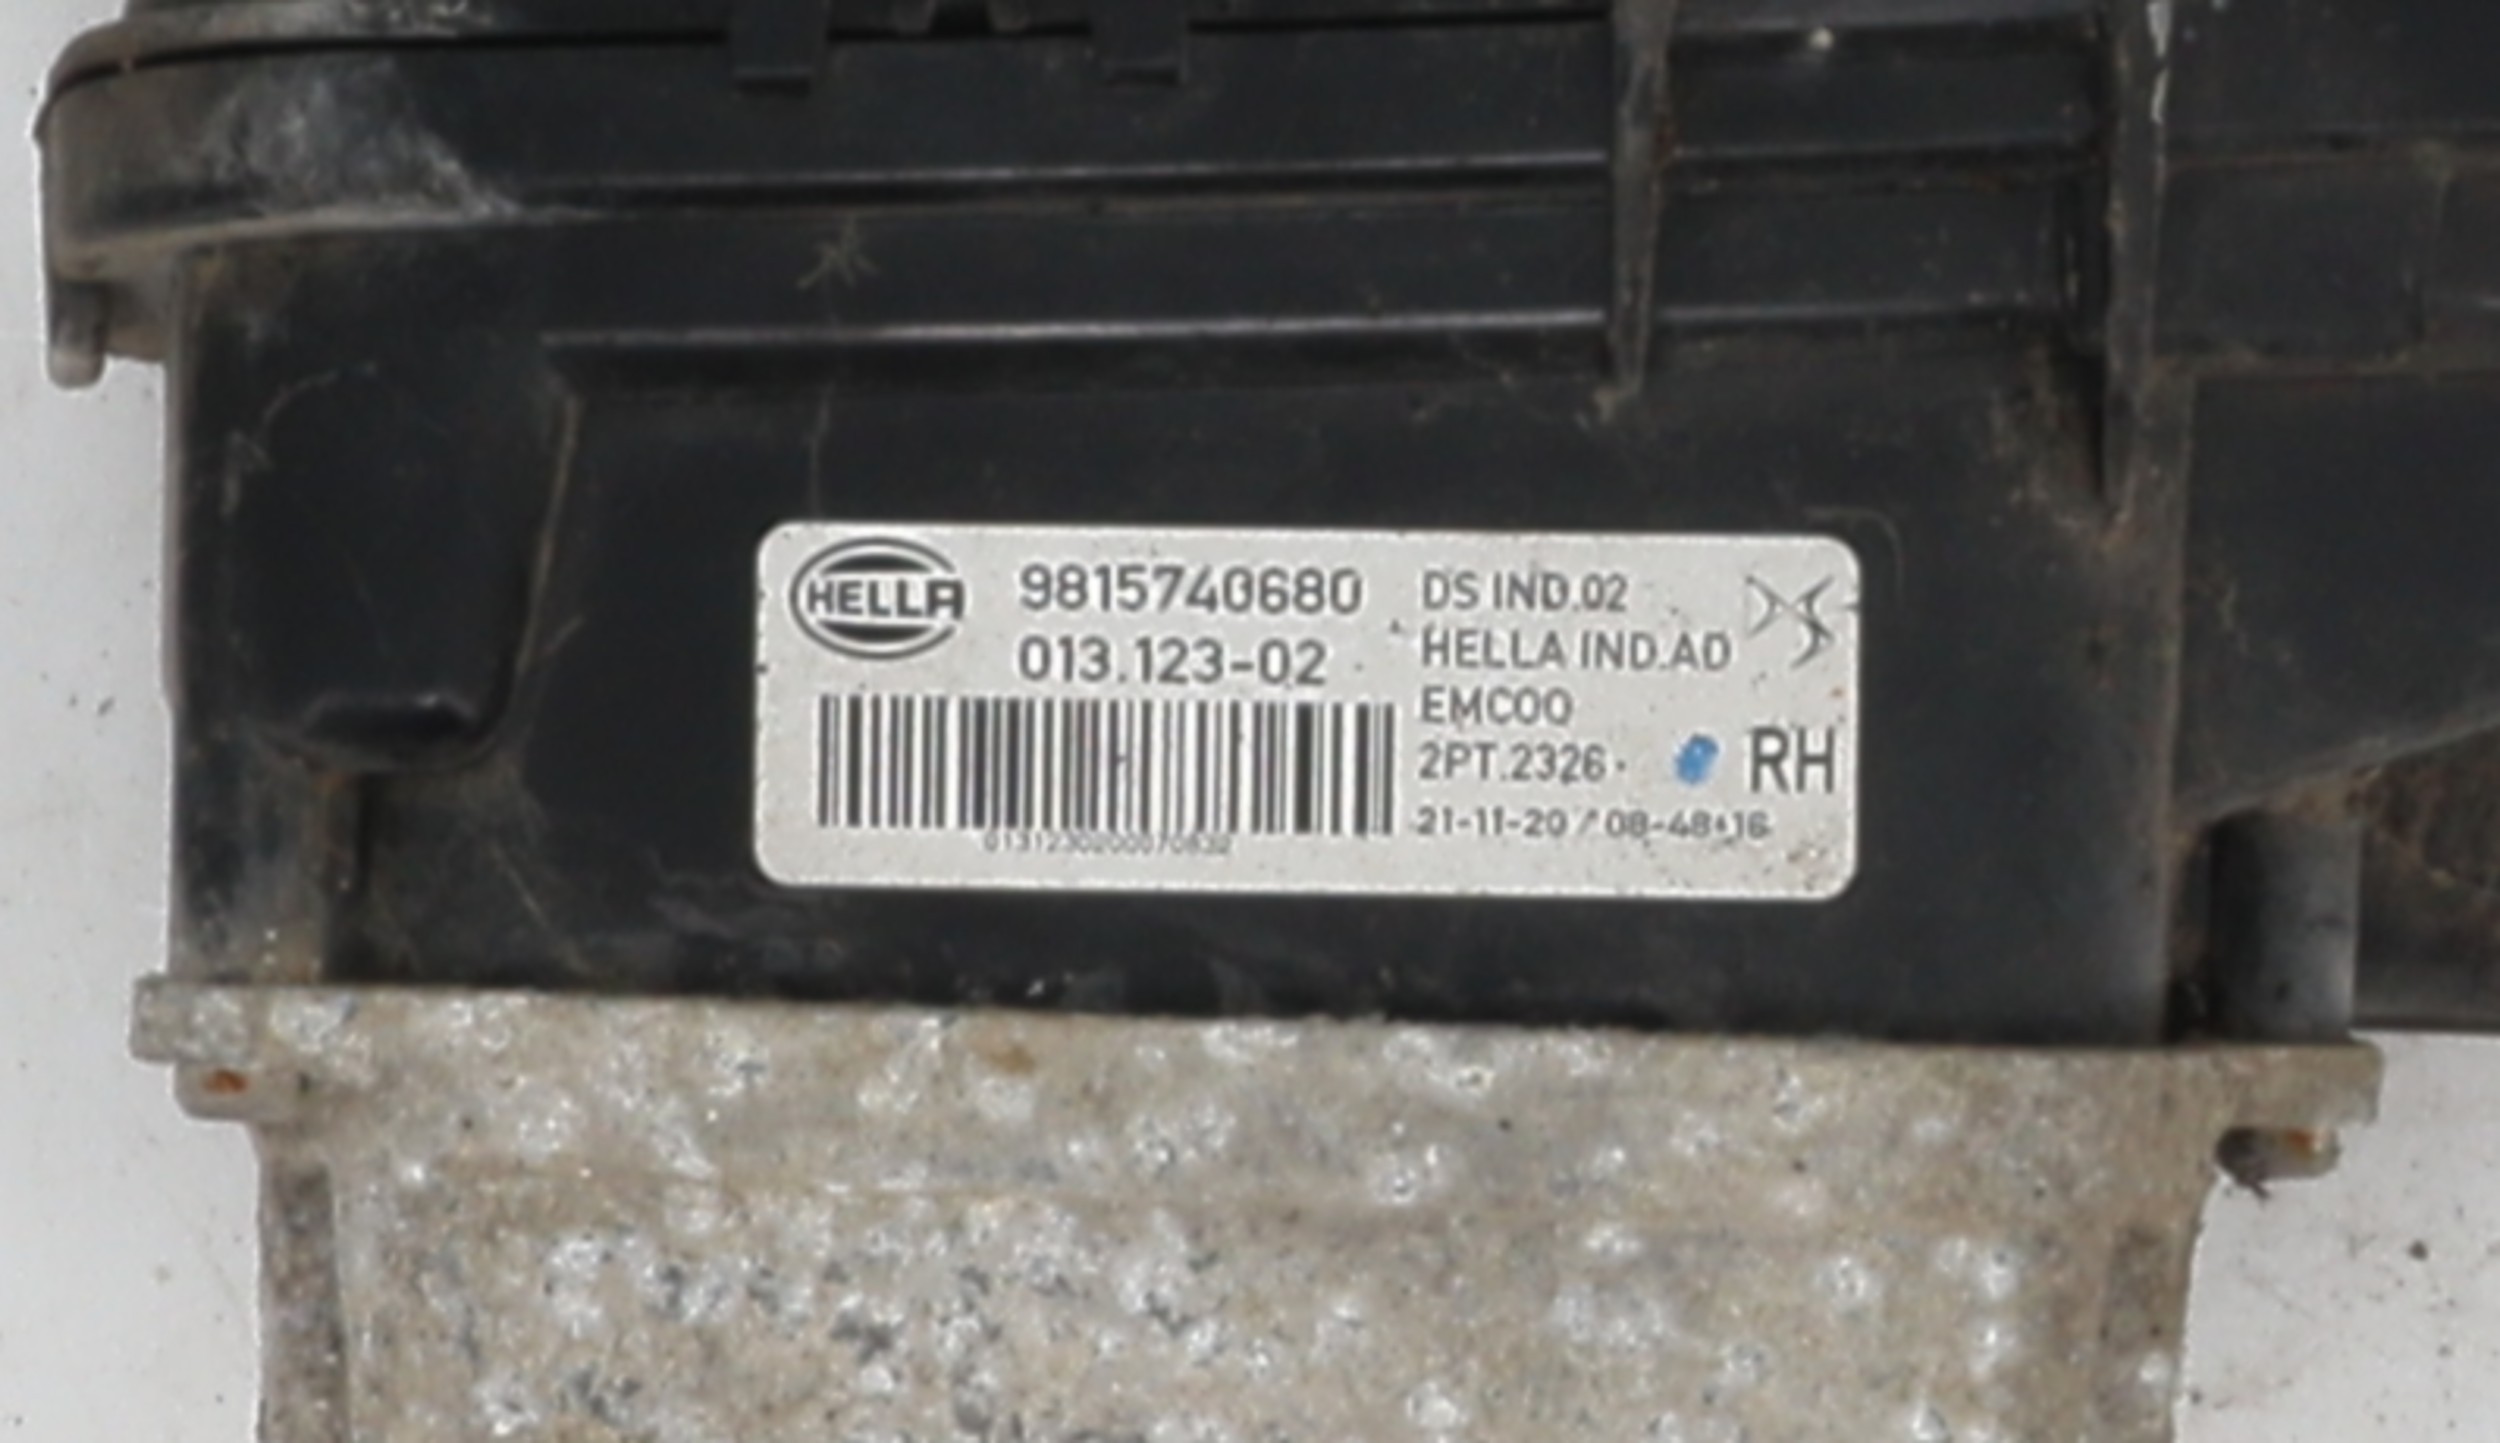 HELLA
9815740680
013.123-02
0131230200070832
DS IND.02
HELLA IND.AD
EMC00
2PT.2326
RH
21-11-20 / 08-48-16